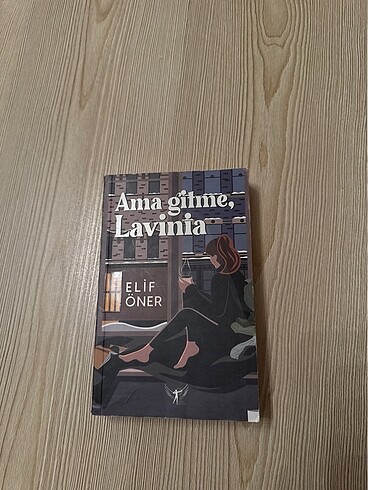 Ama gitme,
Lavinia
ELİF
ÖNER